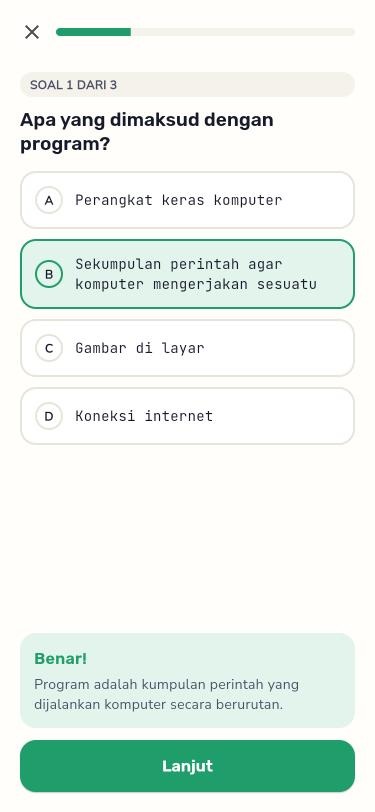 SOAL 1 DARI 3
Apa yang dimaksud dengan
program?
A Perangkat keras komputer
B Sekumpulan perintah agar
komputer mengerjakan sesuatu
C Gambar di layar
D Koneksi internet
Benar!
Program adalah kumpulan perintah yang
dijalankan komputer secara berurutan.
Lanjut